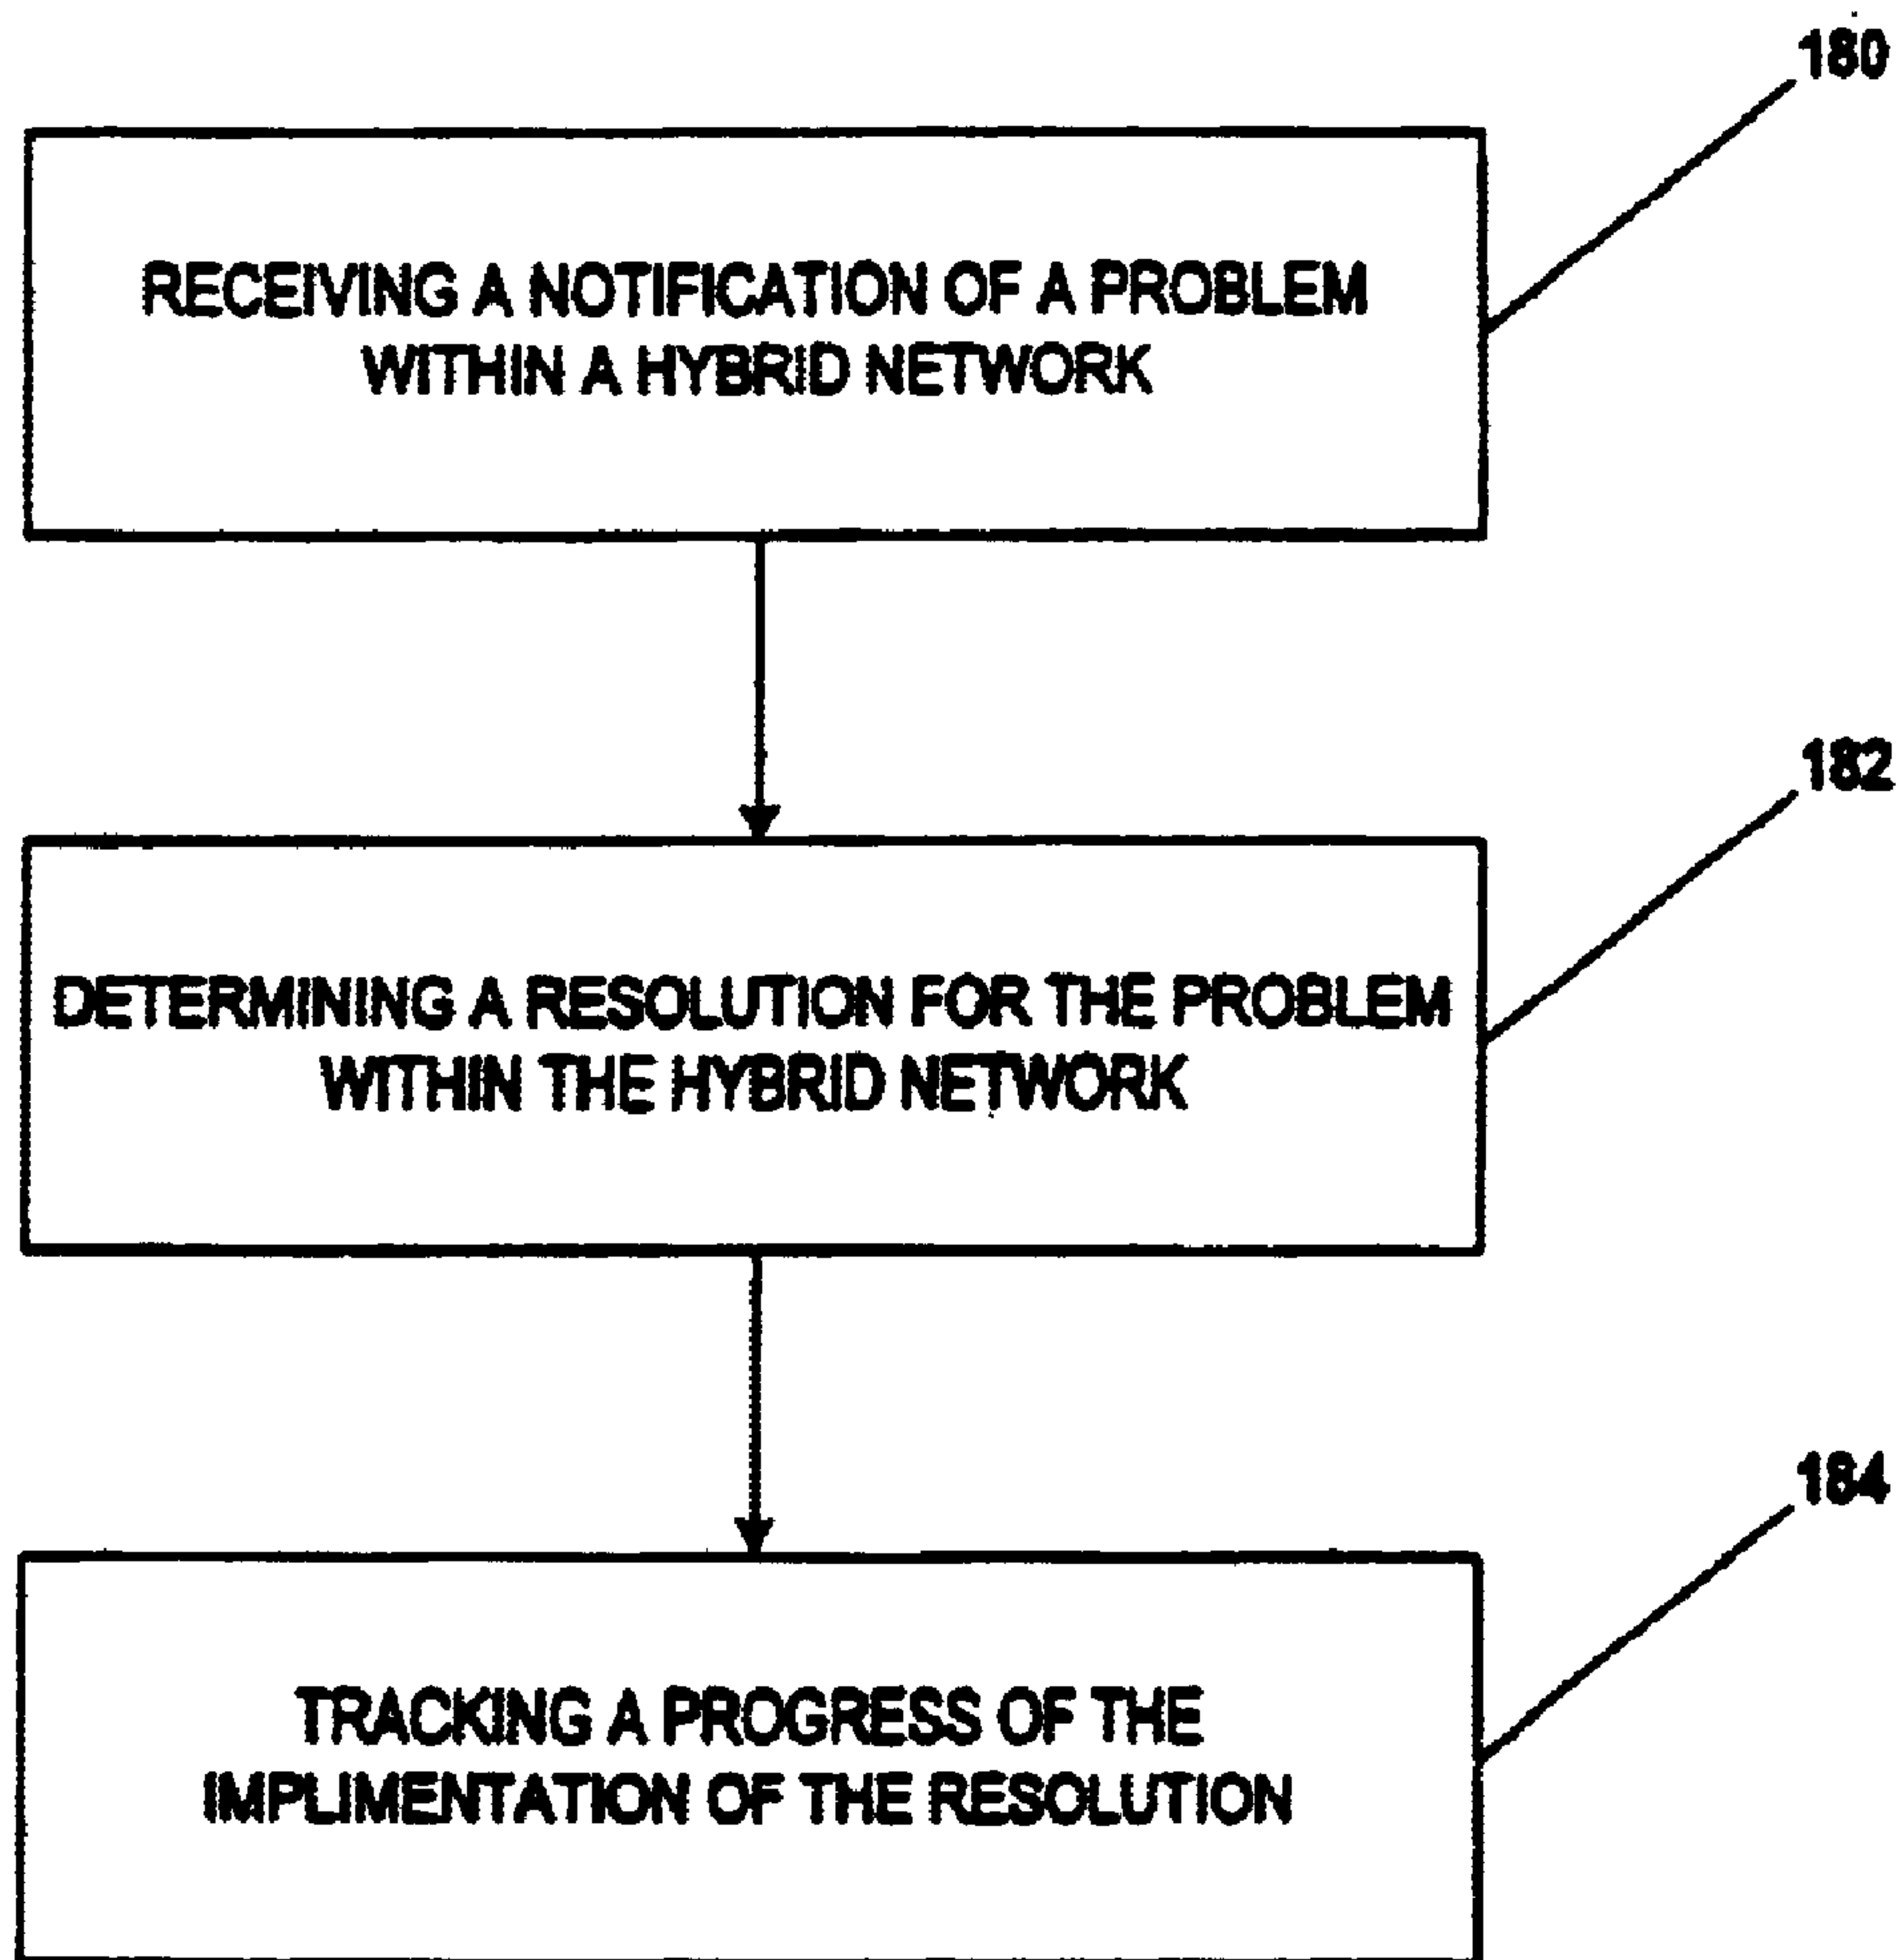 180
RECEIVING A NOTIFICATION OF A PROBLEM
WITHIN A HYBRID NETWORK
182
DETERMINING A RESOLUTION FOR THE PROBLEM
WITHIN THE HYBRID NETWORK
184
TRACKING A PROGRESS OF THE
IMPLIMENTATION OF THE RESOLUTION